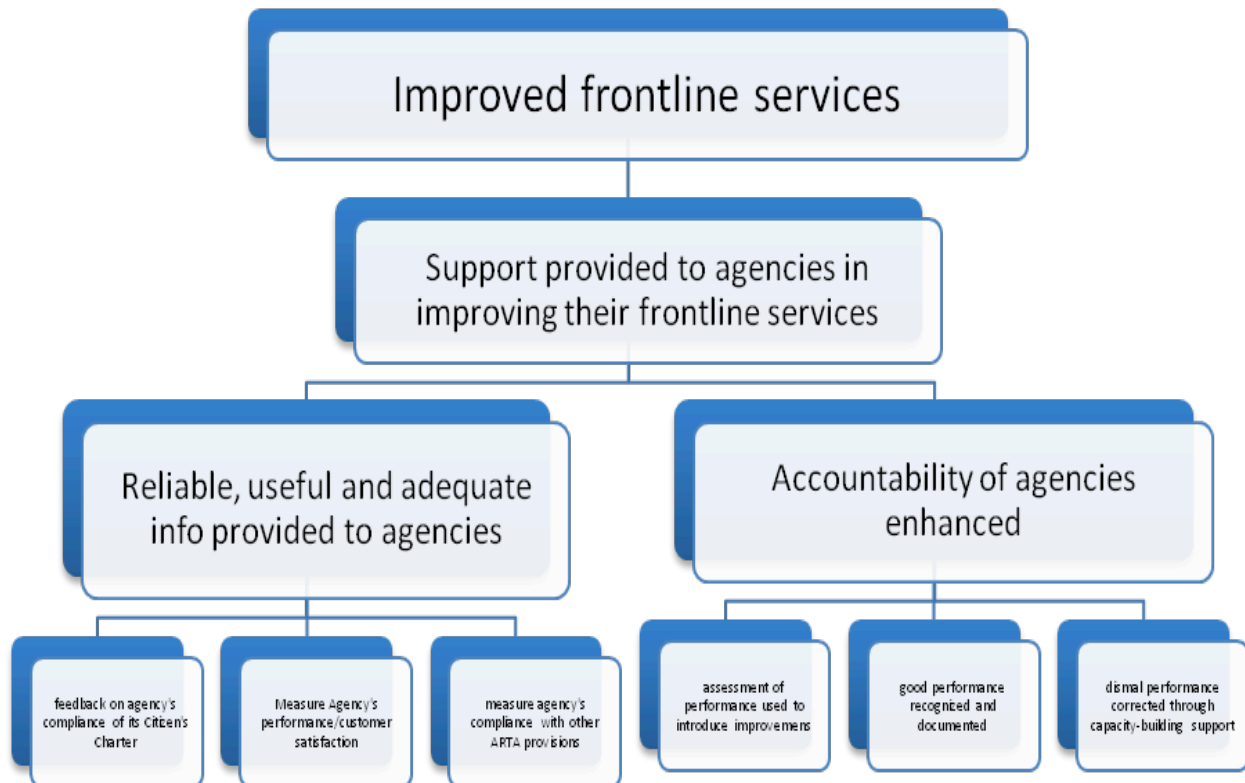 Improved frontline services
Support provided to agencies in
improving their frontline services
Reliable, useful and adequate
info provided to agencies
Accountability of agencies
enhanced
feedback on agency's
compliance of its Citizen's
Charter
Measure Agency's
performance/customer
satisfaction
measure agency's
compliance with other
ARTA provisions
assessment of
performance used to
introduce improvemens
good performance
recognized and
documented
dismal performance
corrected through
capacity-building support